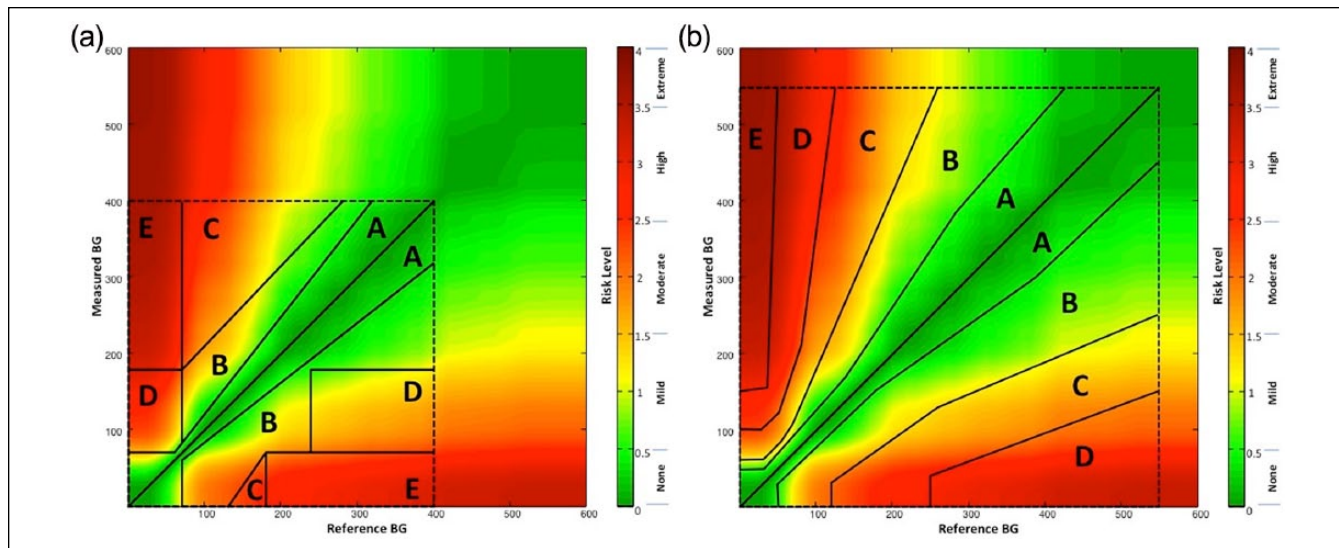 (a)
600
500
400
300
200
100
Measured BG
100
200
300
400
500
600
Reference BG
E
C
A
A
B
D
B
D
C
E
4
3.5
3
2.5
2
1.5
1
0.5
0
Risk Level
Extreme
High
Moderate
Mild
None
(b)
600
500
400
300
200
100
Measured BG
100
200
300
400
500
600
Reference BG
E
D
C
B
A
A
B
C
D
4
3.5
3
2.5
2
1.5
1
0.5
0
Risk Level
Extreme
High
Moderate
Mild
None